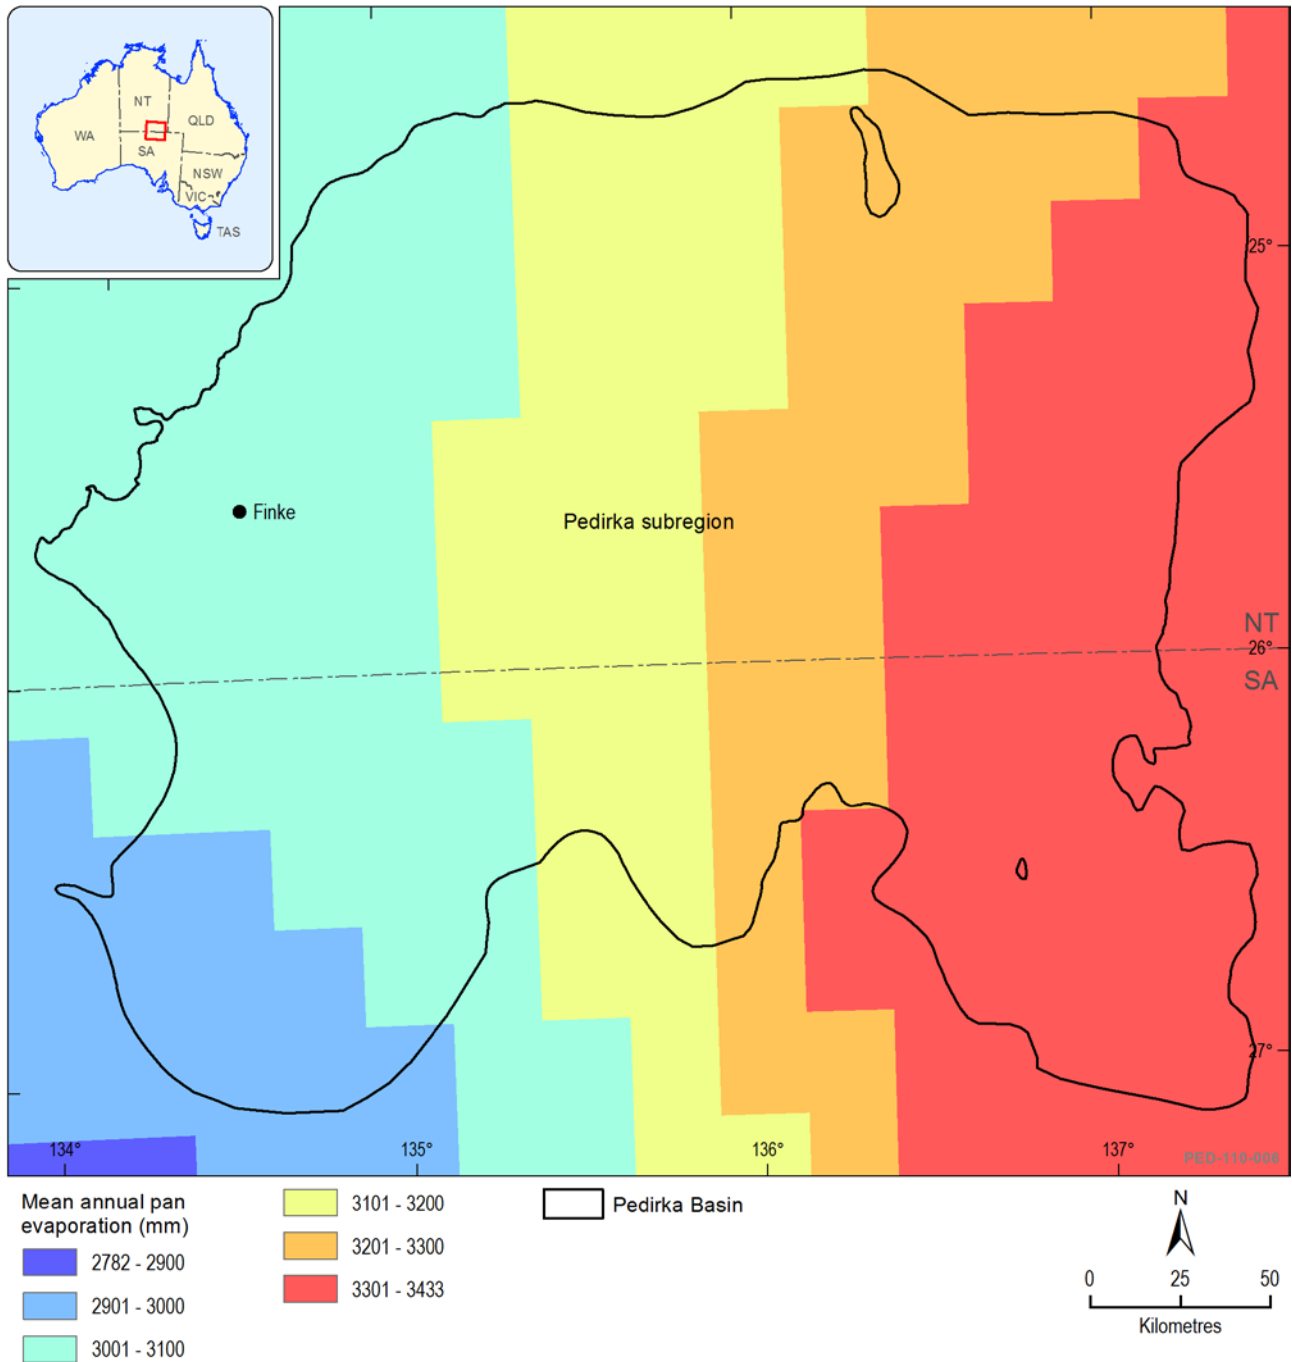 NT
WA
QLD
SA
NSW
VIC
TAS
25°
Finke
Pedirka subregion
NT
26°
SA
27°
134°
135°
136°
137°
PED-110-006
Mean annual pan
evaporation (mm)
2782 - 2900
2901 - 3000
3001 - 3100
3101 - 3200
3201 - 3300
3301 - 3433
Pedirka Basin
N
0 25 50
Kilometres